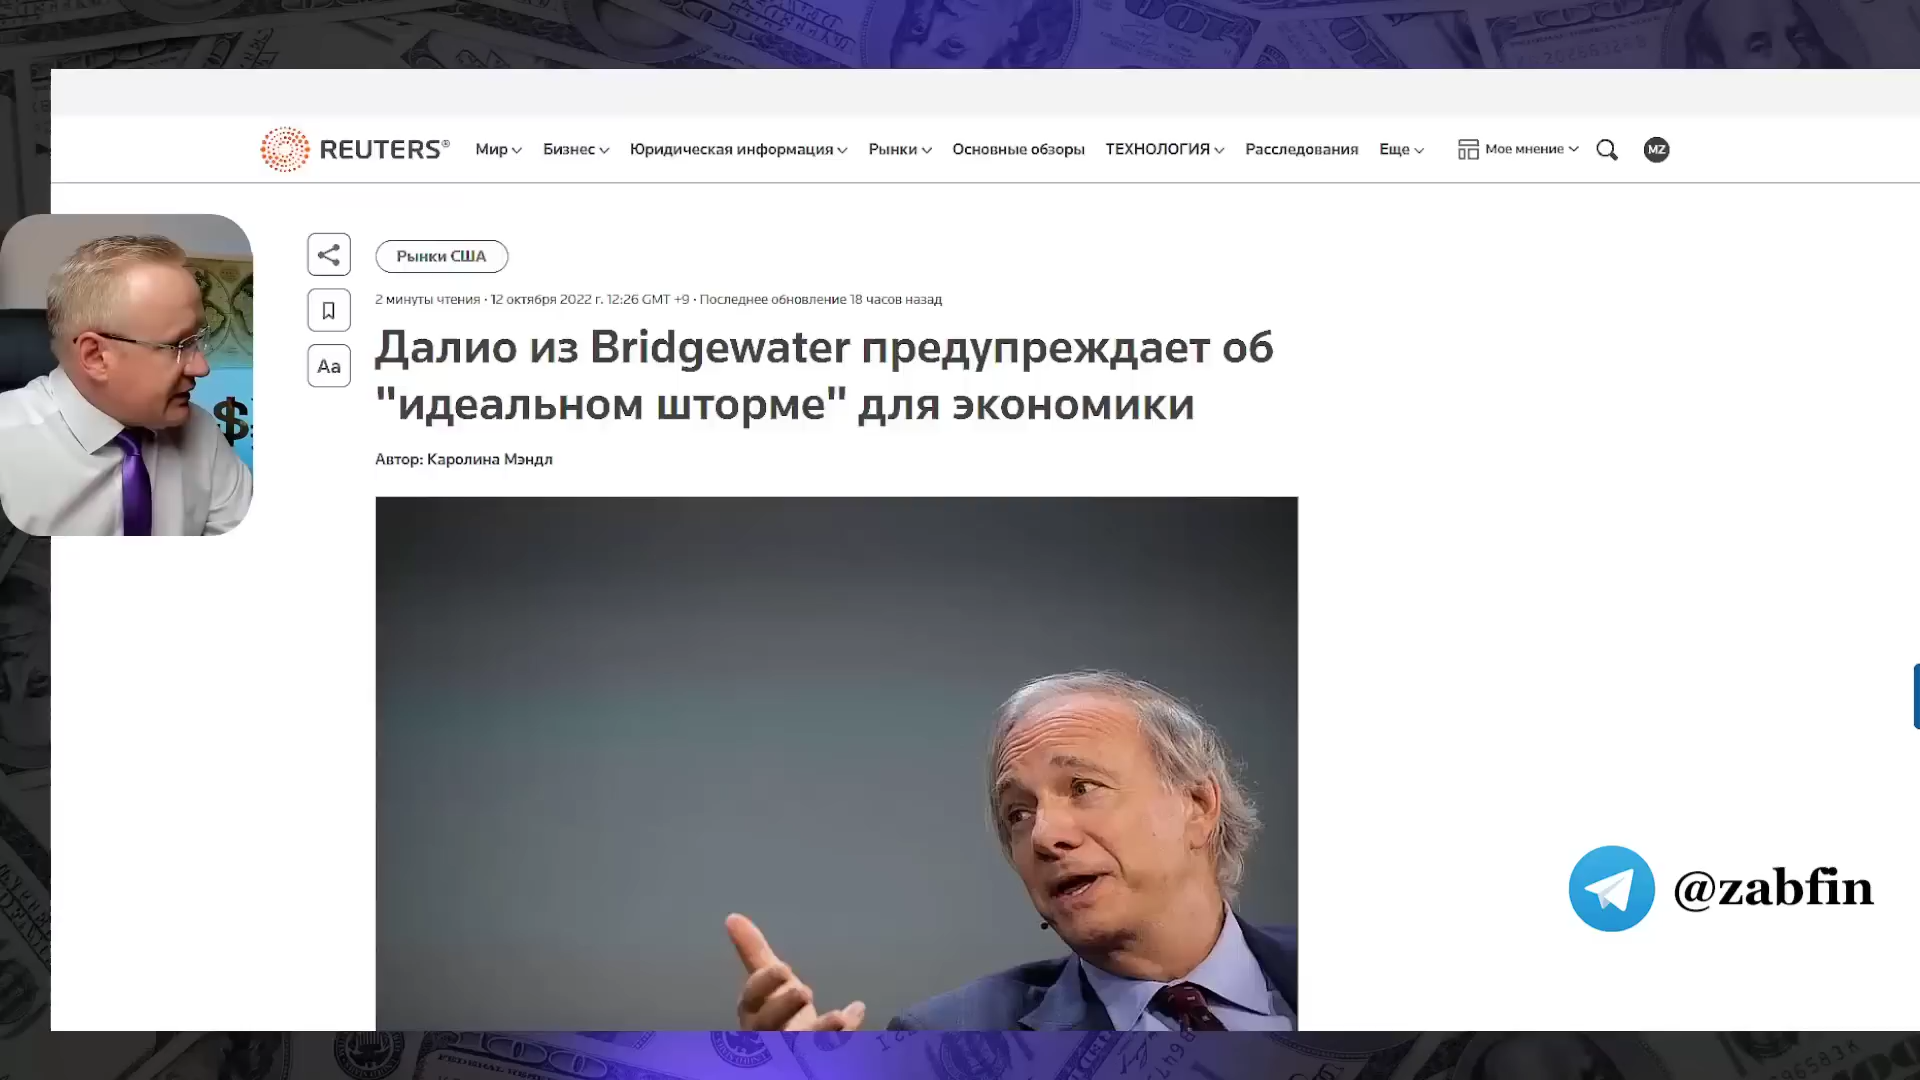 REUTERS®
Мир
Бизнес
Юридическая информация
Рынки
Основные обзоры
ТЕХНОЛОГИЯ
Расследования
Еще
Мое мнение
MZ
Рынки США
2 минуты чтения · 12 октября 2022 г. 12:26 GMT +9 · Последнее обновление 18 часов назад
Далио из Bridgewater предупреждает об
"идеальном шторме" для экономики
Aa
Автор: Каролина Мэндл
$
@zabfin